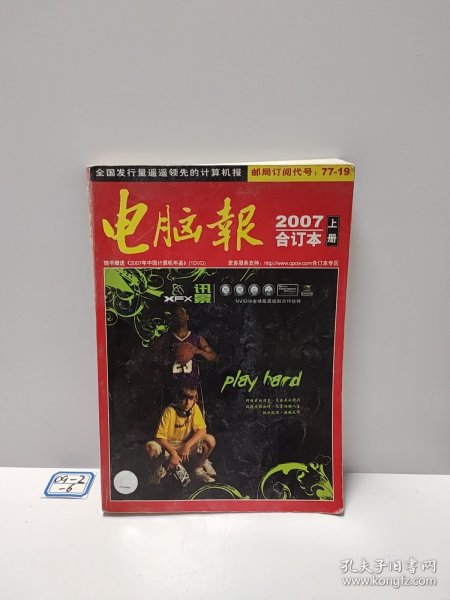 全国发行量遥遥领先的计算机报
邮局订阅代号：77-19
电脑報
2007
合订本
上册
随书赠送《2007年中国计算机年鉴》(1DVD)
更多服务支持：http://www.cpcw.com合订本专区
XFX
讯景
NVIDIA全球最高级别合作伙伴
23
play hard
09-2
-6
孔夫子旧书网
www.kongfz.com